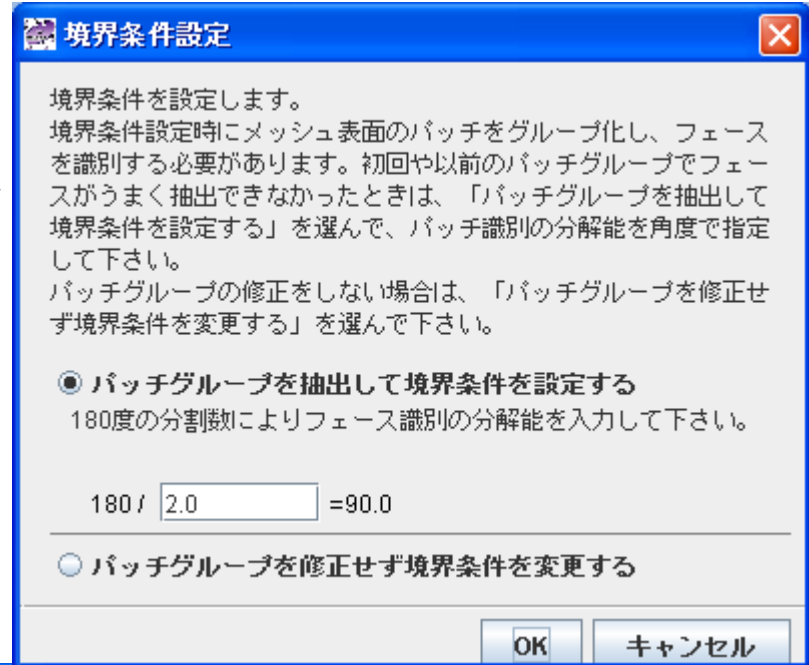 境界条件設定
境界条件を設定します。
境界条件設定時にメッシュ表面のパッチをグループ化し、フェース
を識別する必要があります。初回や以前のパッチグループでフェー
スがうまく抽出できなかったときは、「パッチグループを抽出して
境界条件を設定する」を選んで、パッチ識別の分解能を角度で指定
して下さい。
パッチグループの修正をしない場合は、「パッチグループを修正せ
ず境界条件を変更する」を選んで下さい。
パッチグループを抽出して境界条件を設定する
180度の分割数によりフェース識別の分解能を入力して下さい。
180 / 2.0 =90.0
パッチグループを修正せず境界条件を変更する
OK キャンセル